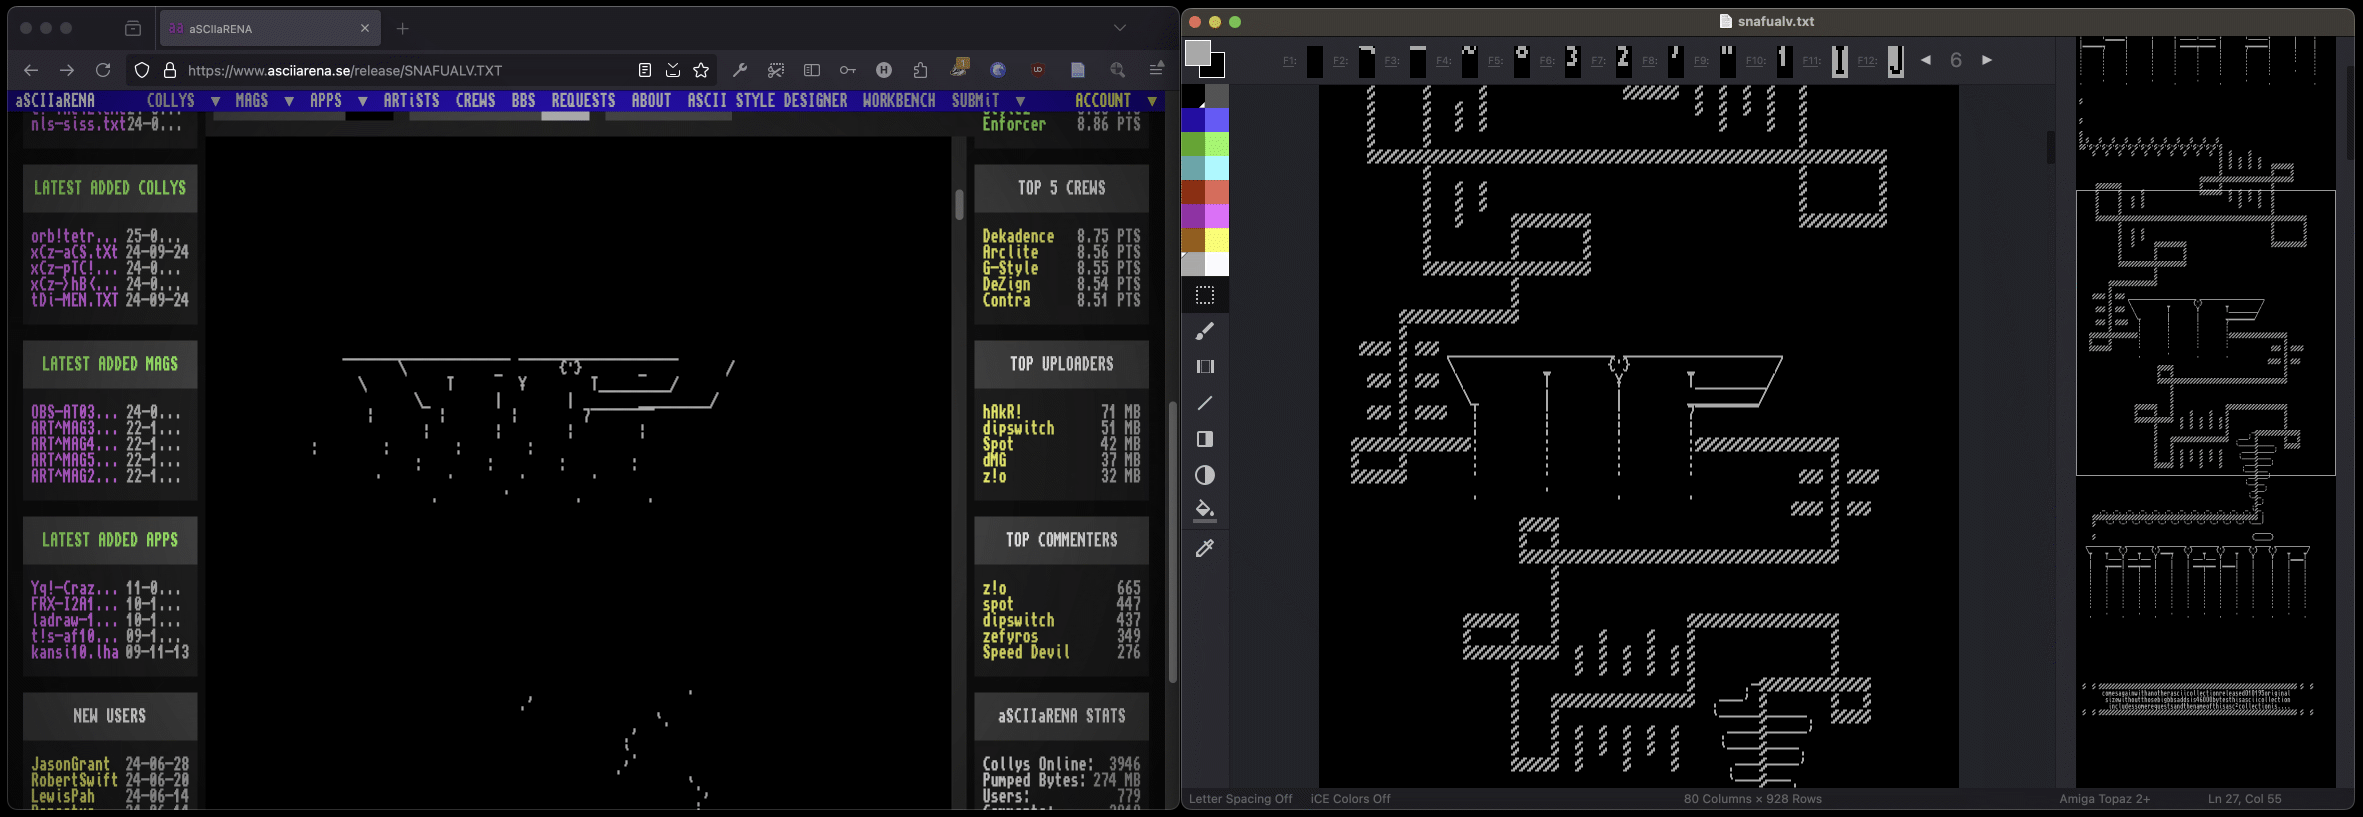 aSCIIaRENA
https://www.asciiarena.se/release/SNAFUALV.TXT
aSCIIaRENA COLLYS ▼ MAGS ▼ APPS ▼ ARTiSTS CREWS BBS REQUESTS ABOUT ASCII STYLE DESIGNER WORKBENCH SUBMiT ▼ ACCOUNT ▼
nls-siss.txt 24-0...
LATEST ADDED COLLYS
orb!tetr... 25-0...
xCz-aCS.tXt 24-09-24
xCz-pTC!... 24-0...
xCz->hB<... 24-0...
tDi-MEN.TXT 24-09-24
LATEST ADDED MAGS
OBS-AT03... 24-0...
ART^MAG3... 22-1...
ART^MAG4... 22-1...
ART^MAG5... 22-1...
ART^MAG2... 22-1...
LATEST ADDED APPS
Yq!-Craz... 11-0...
FRX-I2A1... 10-1...
ladraw-1... 10-1...
t!s-af10... 09-1...
kansi10.lha 09-11-13
NEW USERS
JasonGrant 24-06-28
RobertSwift 24-06-20
LewisPah 24-06-14
Enforcer 8.86 PTS
TOP 5 CREWS
Dekadence 8.75 PTS
Arclite 8.56 PTS
G-Style 8.55 PTS
DeZign 8.54 PTS
Contra 8.51 PTS
TOP UPLOADERS
hAkR! 71 MB
dipswitch 51 MB
Spot 42 MB
dMG 37 MB
z!o 32 MB
TOP COMMENTERS
z!o 665
spot 447
dipswitch 437
zefyros 349
Speed Devil 276
aSCIIaRENA STATS
Collys Online: 3946
Pumped Bytes: 274 MB
Users: 779
snafualv.txt
F1: F2: F3: F4: F5: F6: 3 F7: 2 F8: ' F9: " F10: F11: F12: ◀ 6 ▶
Letter Spacing Off iCE Colors Off 80 Columns × 928 Rows Amiga Topaz 2+ Ln 27, Col 55